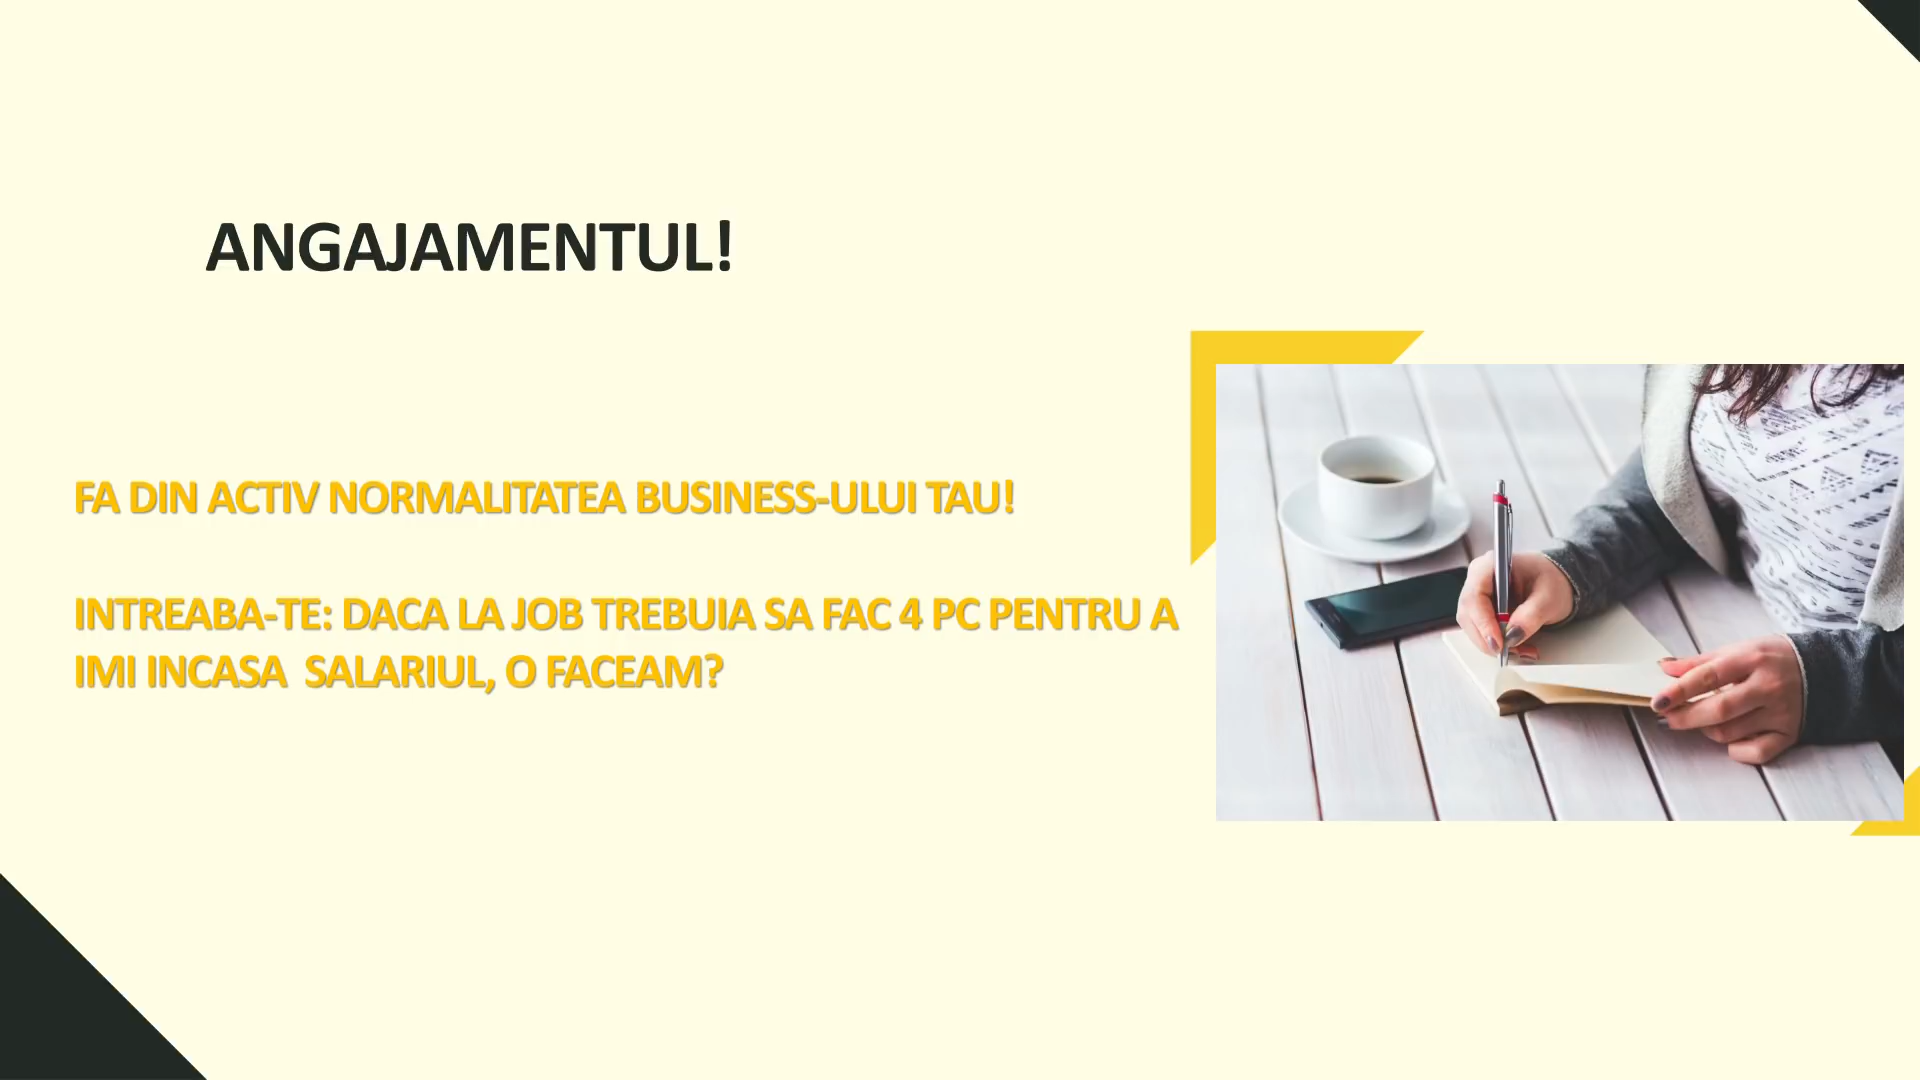 ANGAJAMENTUL!
FA DIN ACTIV NORMALITATEA BUSINESS-ULUI TAU!
INTREABA-TE: DACA LA JOB TREBUIA SA FAC 4 PC PENTRU A
IMI INCASA  SALARIUL, O FACEAM?